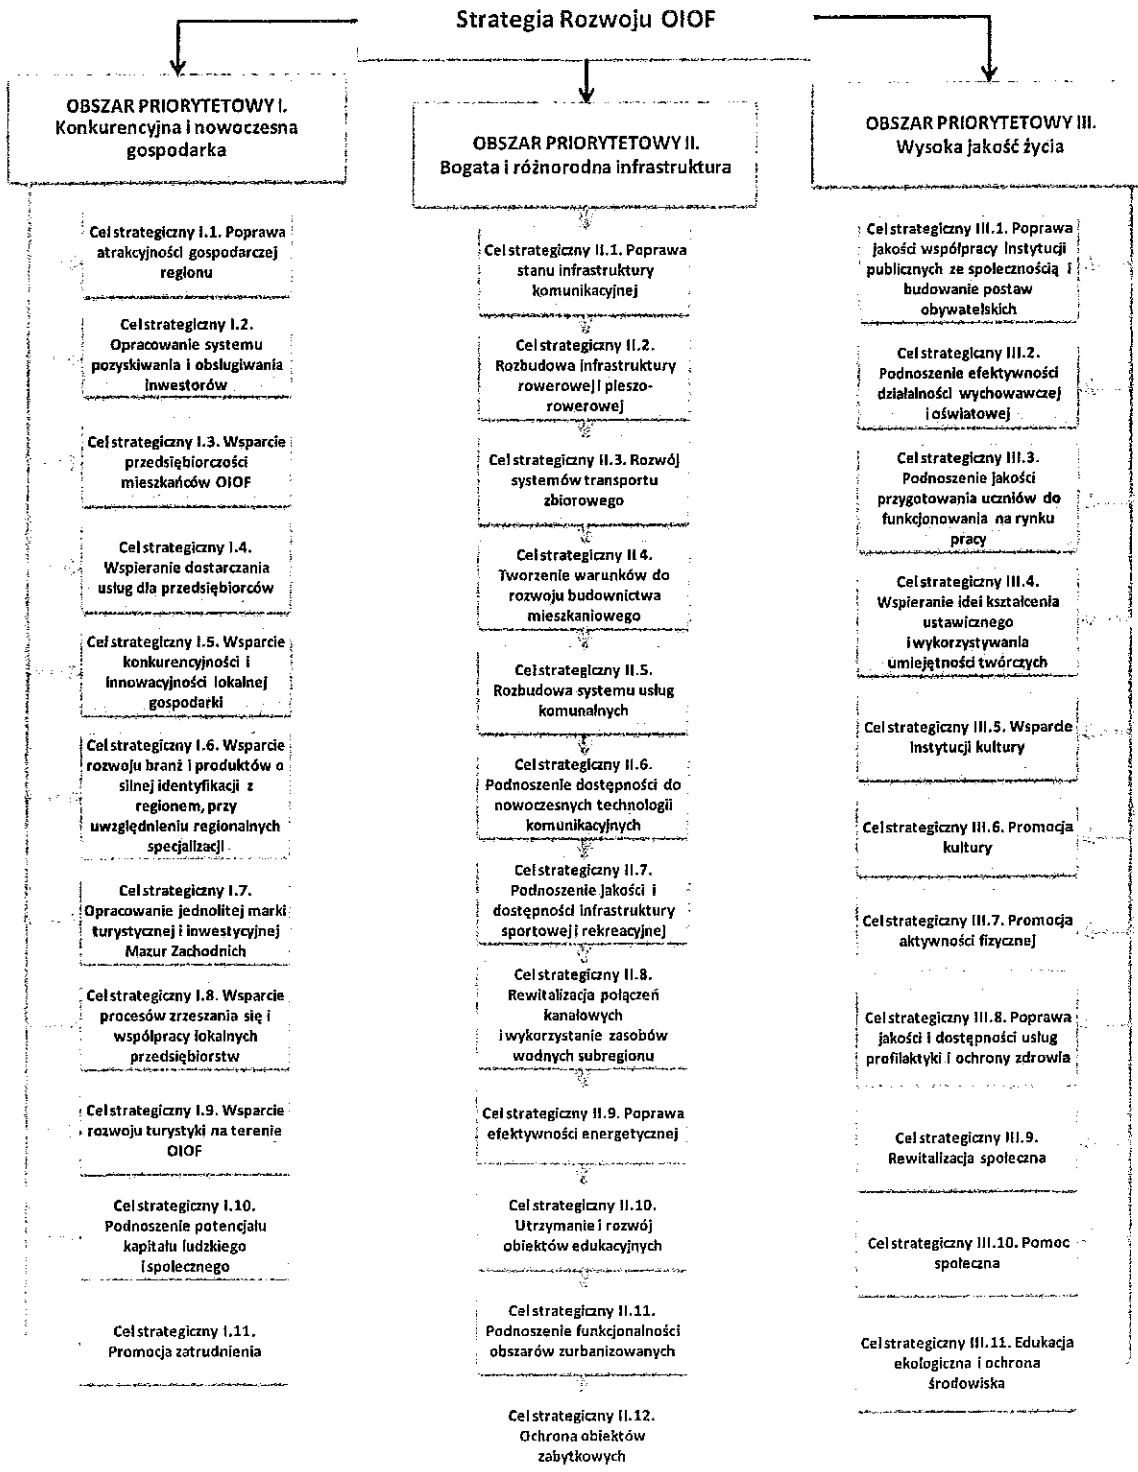 Strategia Rozwoju OIOF
OBSZAR PRIORYTETOWY I.
Konkurencyjna i nowoczesna
gospodarka
Cel strategiczny I.1. Poprawa
atrakcyjności gospodarczej
regionu
Cel strategiczny I.2.
Opracowanie systemu
pozyskiwania i obsługiwania
inwestorów
Cel strategiczny I.3. Wsparcie
przedsiębiorczości
mieszkańców OIOF
Cel strategiczny I.4.
Wspieranie dostarczania
usług dla przedsiębiorców
Cel strategiczny I.5. Wsparcie
konkurencyjności i
innowacyjności lokalnej
gospodarki
Cel strategiczny I.6. Wsparcie
rozwoju branż i produktów o
silnej identyfikacji z
regionem, przy
uwzględnieniu regionalnych
specjalizacji
Cel strategiczny I.7.
Opracowanie jednolitej marki
turystycznej i inwestycyjnej
Mazur Zachodnich
Cel strategiczny I.8. Wsparcie
procesów zrzeszania się i
współpracy lokalnych
przedsiębiorstw
Cel strategiczny I.9. Wsparcie
rozwoju turystyki na terenie
OIOF
Cel strategiczny I.10.
Podnoszenie potencjału
kapitału ludzkiego
i społecznego
Cel strategiczny I.11.
Promocja zatrudnienia
OBSZAR PRIORYTETOWY II.
Bogata i różnorodna infrastruktura
Cel strategiczny II.1. Poprawa
stanu infrastruktury
komunikacyjnej
Cel strategiczny II.2.
Rozbudowa infrastruktury
rowerowej i pieszo-
rowerowej
Cel strategiczny II.3. Rozwój
systemów transportu
zbiorowego
Cel strategiczny II.4.
Tworzenie warunków do
rozwoju budownictwa
mieszkaniowego
Cel strategiczny II.5.
Rozbudowa systemu usług
komunalnych
Cel strategiczny II.6.
Podnoszenie dostępności do
nowoczesnych technologii
komunikacyjnych
Cel strategiczny II.7.
Podnoszenie jakości i
dostępności infrastruktury
sportowej i rekreacyjnej
Cel strategiczny II.8.
Rewitalizacja połączeń
kanałowych
i wykorzystanie zasobów
wodnych subregionu
Cel strategiczny II.9. Poprawa
efektywności energetycznej
Cel strategiczny II.10.
Utrzymanie i rozwój
obiektów edukacyjnych
Cel strategiczny II.11.
Podnoszenie funkcjonalności
obszarów zurbanizowanych
Cel strategiczny II.12.
Ochrona obiektów
zabytkowych
OBSZAR PRIORYTETOWY III.
Wysoka jakość życia
Cel strategiczny III.1. Poprawa
jakości współpracy instytucji
publicznych ze społecznością i
budowanie postaw
obywatelskich
Cel strategiczny III.2.
Podnoszenie efektywności
działalności wychowawczej
i oświatowej
Cel strategiczny III.3.
Podnoszenie jakości
przygotowania uczniów do
funkcjonowania na rynku
pracy
Cel strategiczny III.4.
Wspieranie idei kształcenia
ustawicznego
i wykorzystywania
umiejętności twórczych
Cel strategiczny III.5. Wsparcie
instytucji kultury
Cel strategiczny III.6. Promocja
kultury
Cel strategiczny III.7. Promocja
aktywności fizycznej
Cel strategiczny III.8. Poprawa
jakości i dostępności usług
profilaktyki i ochrony zdrowia
Cel strategiczny III.9.
Rewitalizacja społeczna
Cel strategiczny III.10. Pomoc
społeczna
Cel strategiczny III.11. Edukacja
ekologiczna i ochrona
środowiska